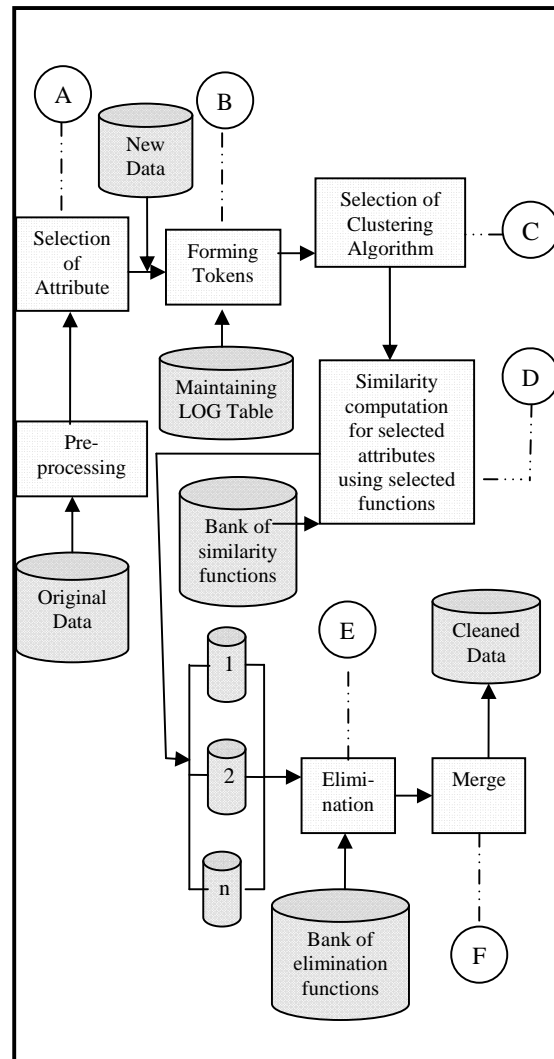 A
B
New
Data
Selection
of
Attribute
Forming
Tokens
Selection of
Clustering
Algorithm
C
Maintaining
LOG Table
Similarity
computation
for selected
attributes
using selected
functions
D
Pre-
processing
Original
Data
Bank of
similarity
functions
1
2
n
E
Elimi-
nation
Merge
Cleaned
Data
Bank of
elimination
functions
F